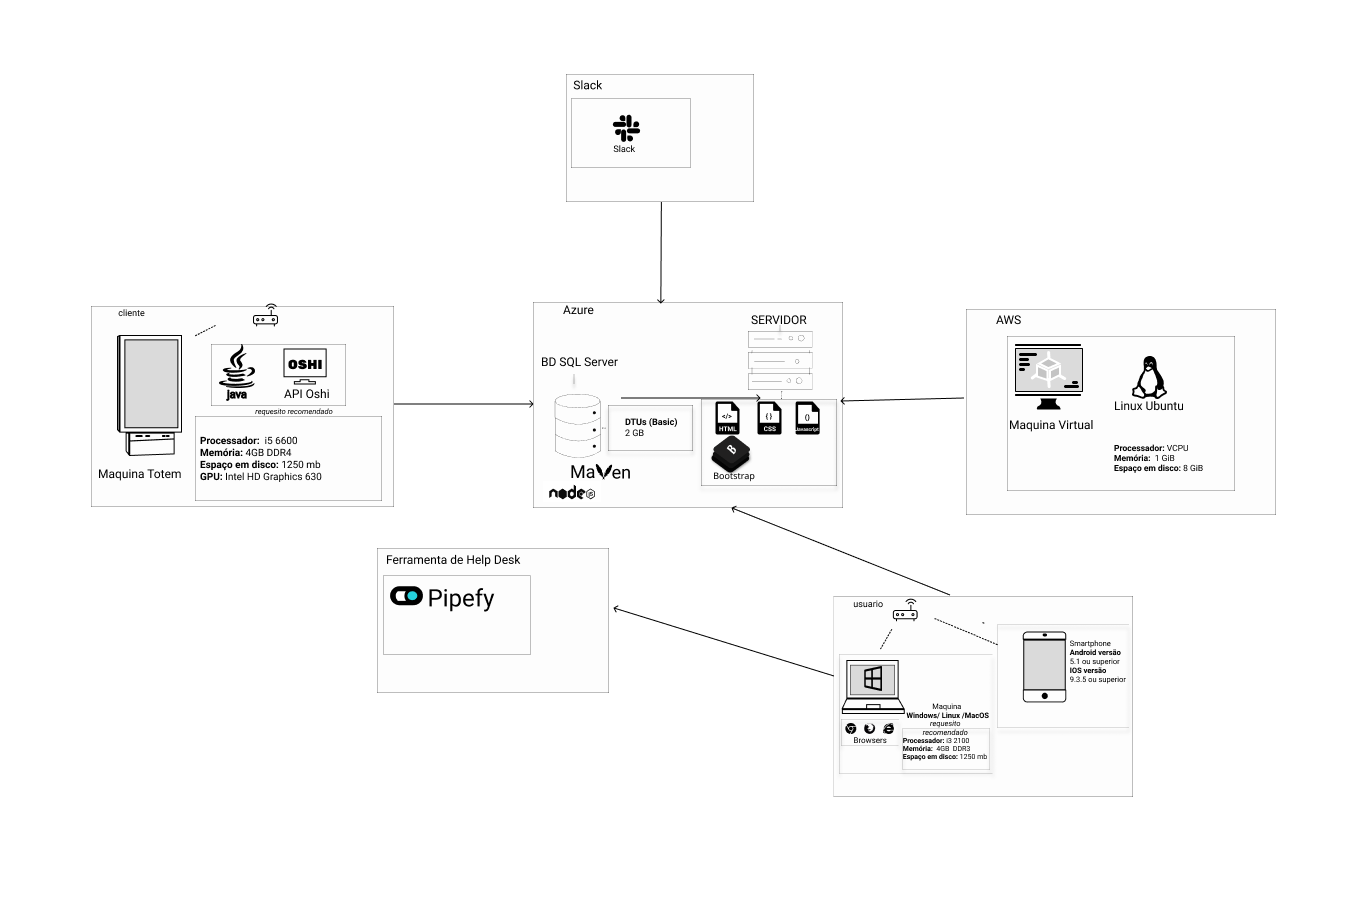 Slack
Slack
cliente
java
OSHI
API Oshi
requesito recomendado
Processador: i5 6600
Memória: 4GB DDR4
Espaço em disco: 1250 mb
GPU: Intel HD Graphics 630
Maquina Totem
Azure
SERVIDOR
BD SQL Server
DTUs (Basic)
2 GB
</>
HTML
{ }
CSS
()
Javascript
B
Bootstrap
Maven
node
JS
AWS
Maquina Virtual
Linux Ubuntu
Processador: VCPU
Memória: 1 GiB
Espaço em disco: 8 GiB
Ferramenta de Help Desk
Pipefy
usuario
Smartphone
Android versão
5.1 ou superior
IOS versão
9.3.5 ou superior
Browsers
Maquina
Windows/ Linux /MacOS
requesito
recomendado
Processador: i3 2100
Memória: 4GB DDR3
Espaço em disco: 1250 mb